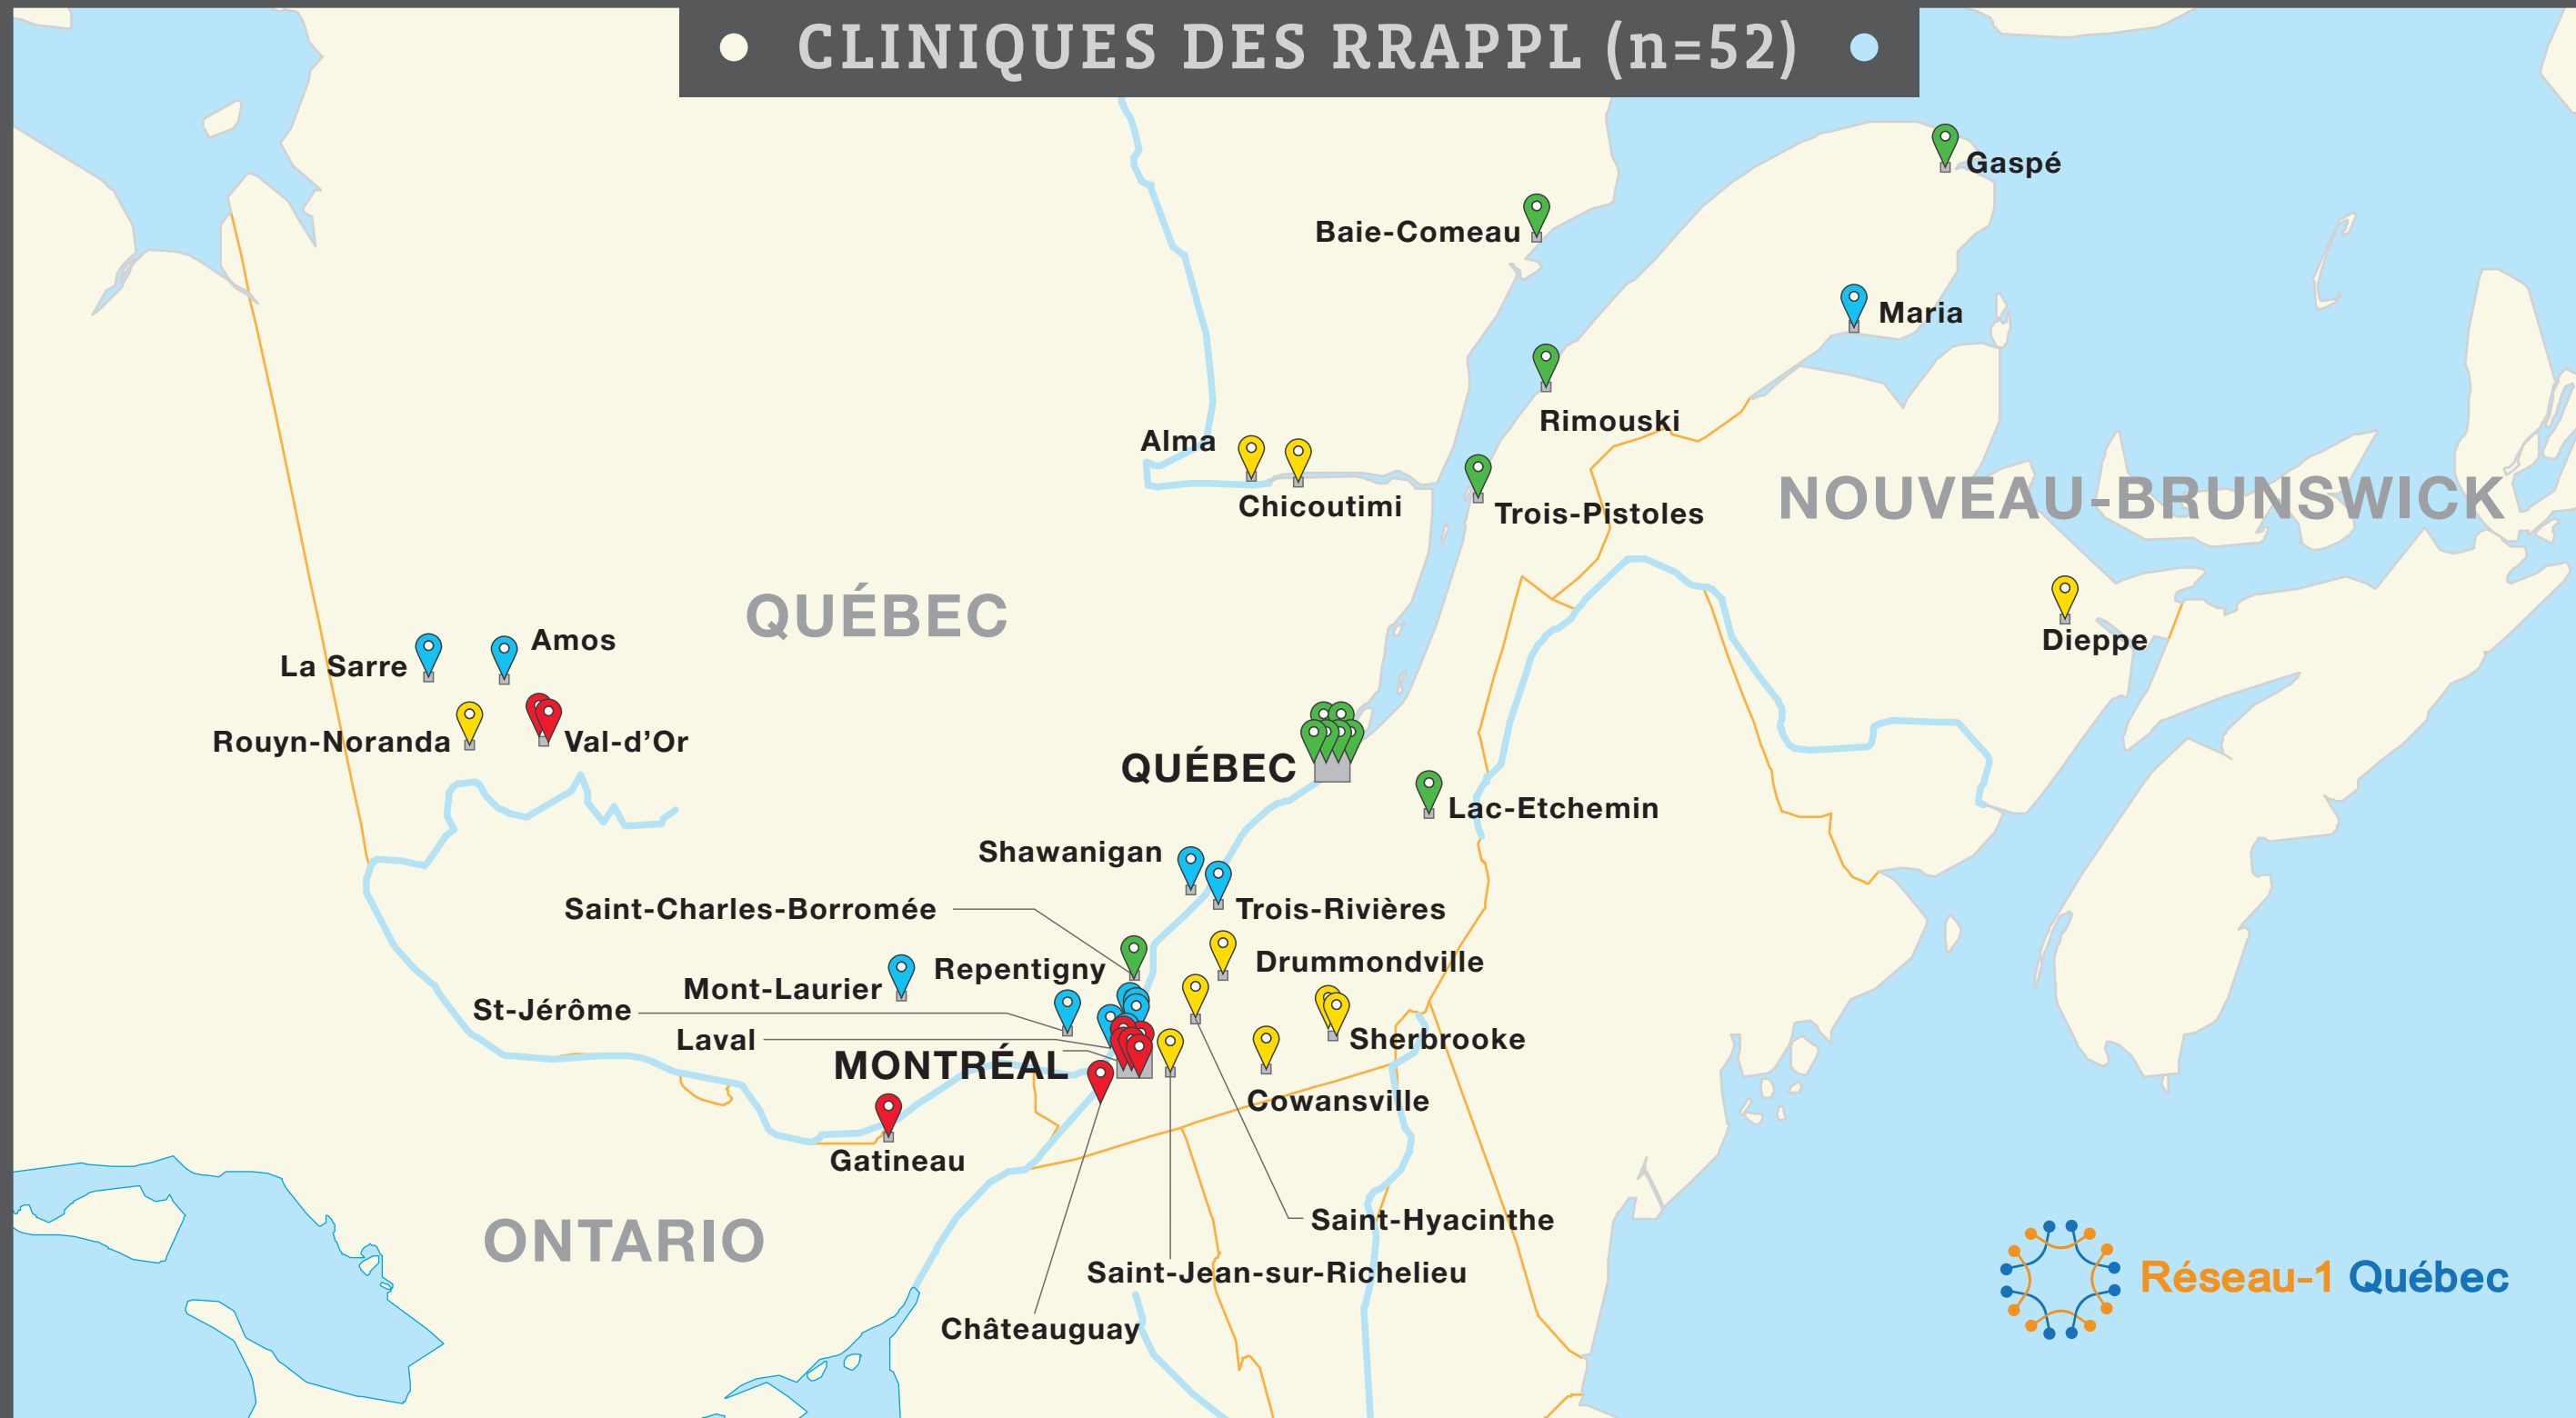 CLINIQUES DES RRAPPL (n=52)
Gaspé
Baie-Comeau
Maria
Rimouski
Alma
Chicoutimi
Trois-Pistoles
NOUVEAU-BRUNSWICK
QUÉBEC
Dieppe
Amos
La Sarre
Rouyn-Noranda
Val-d’Or
QUÉBEC
Lac-Etchemin
Shawanigan
Saint-Charles-Borromée
Trois-Rivières
Drummondville
Repentigny
Mont-Laurier
St-Jérôme
Laval
Sherbrooke
MONTRÉAL
Cowansville
Gatineau
Saint-Hyacinthe
ONTARIO
Saint-Jean-sur-Richelieu
Réseau-1 Québec
Châteauguay